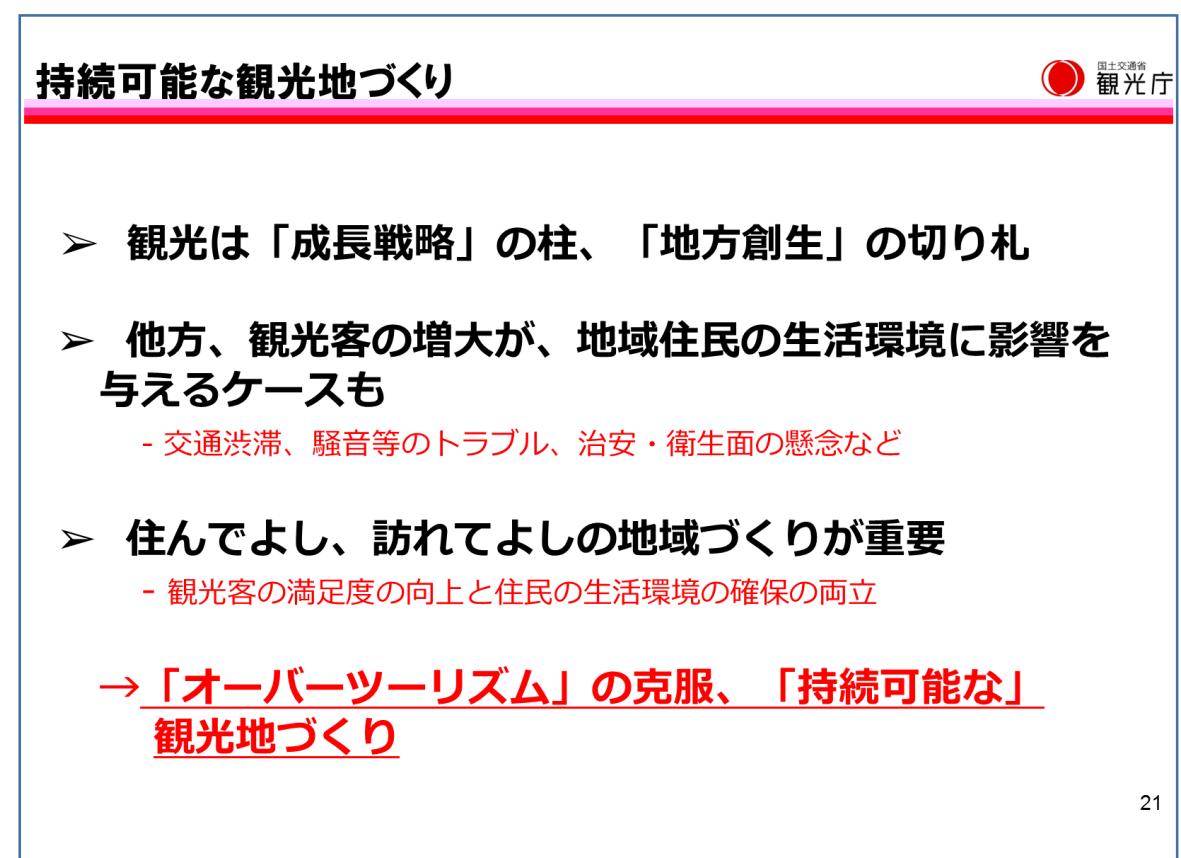 持続可能な観光地づくり
国土交通省
観光庁
➢ 観光は「成長戦略」の柱、「地方創生」の切り札
➢ 他方、観光客の増大が、地域住民の生活環境に影響を
与えるケースも
- 交通渋滞、騒音等のトラブル、治安・衛生面の懸念など
➢ 住んでよし、訪れてよしの地域づくりが重要
- 観光客の満足度の向上と住民の生活環境の確保の両立
→「オーバーツーリズム」の克服、「持続可能な」
観光地づくり
21